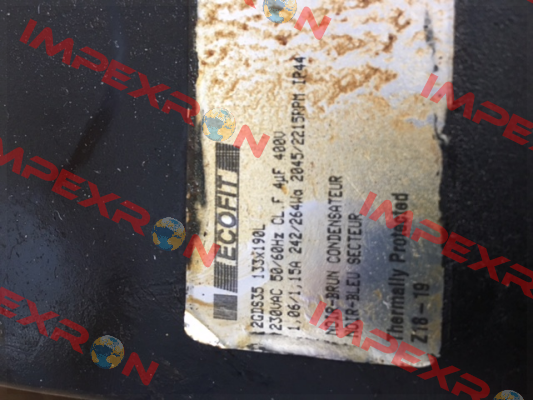 ECOFIT
2GDS35 133x190L
230VAC 50/60Hz CL.F 4µF 400V
1,06/1,15A 242/264Wa 2045/2215RPM IP44
NOIR-BRUN CONDENSATEUR
NOIR-BLEU SECTEUR
Thermally Protected
Z18-19
IMPEXRON
IMPEXRON
IMPEXRON
IMPEXRON
IMPEXRON